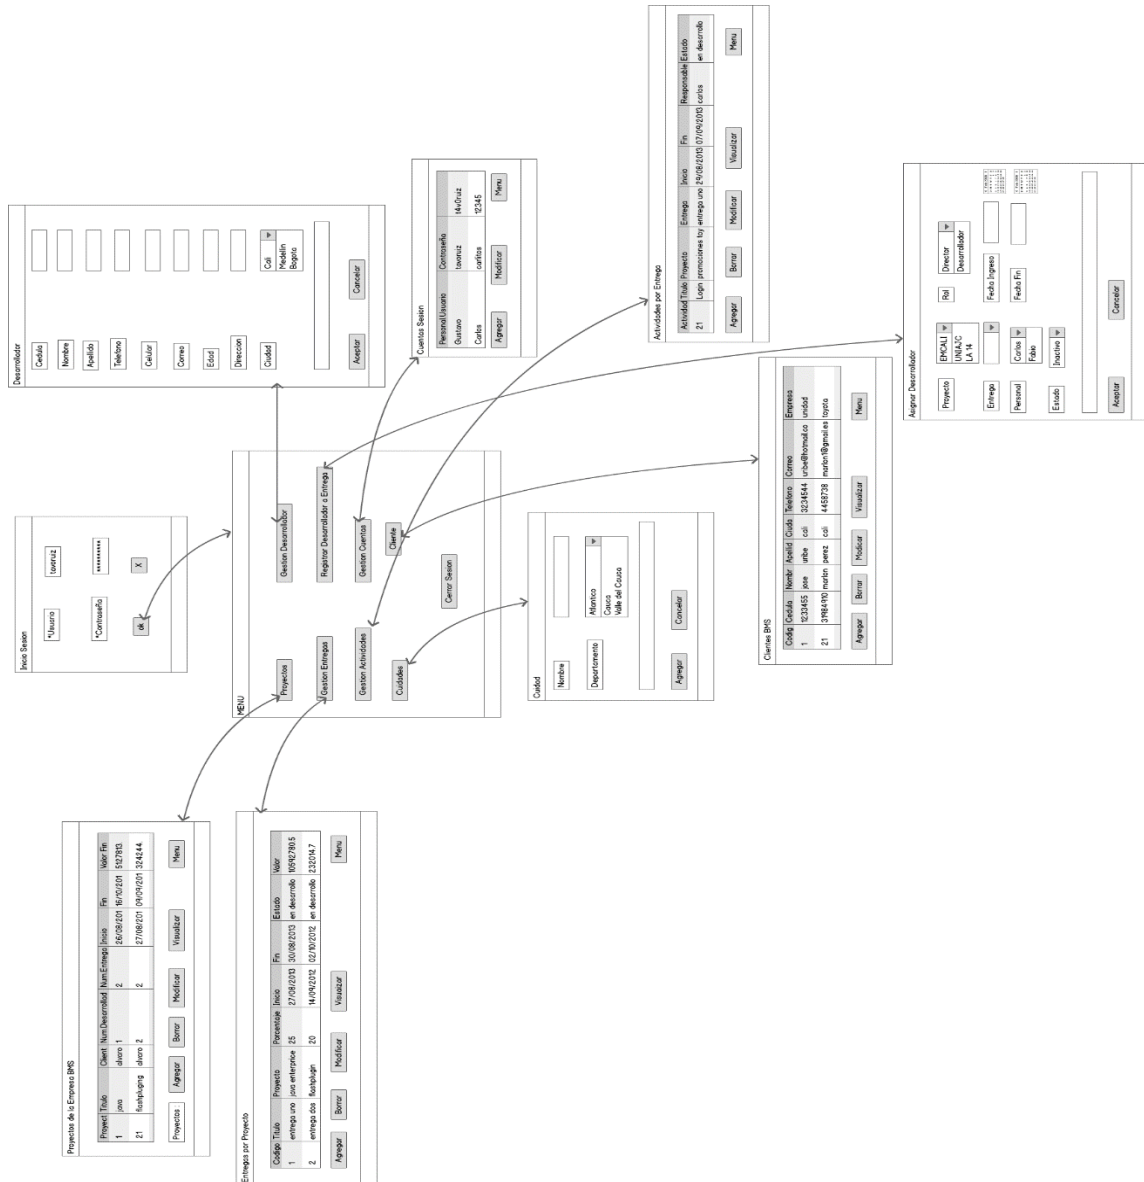 Proyectos de la Empresa BMS
Proyect Titulo Client Num.Desarrollad Num.Entrega Inicio Fin Valor Fin
1 java alvaro 1 2 26/08/201 16/10/201 5127813.
21 flashpluging alvaro 2 2 27/08/201 09/09/201 324244.
Proyectos : Agregar Borrar Modificar Visualizar Menu
Entregas por Proyecto
Codigo Titulo Proyecto Porcentaje Inicio Fin Estado Valor
1 entrega uno java enterprice 25 27/08/2013 30/08/2013 en desarrollo 10592780.5
2 entrega dos flashplugin 20 14/09/2012 02/10/2012 en desarrollo 232014.7
Agregar Borrar Modificar Visualizar Menu
Inicio Sesion
*Usuario tavoruiz
*Contraseña **********
ok X
MENU
Proyectos Gestion Desarrollador
Gestion Entregas Registrar Desarrollador a Entrega
Gestion Actividades Gestion Cuentas
Cuidades Cliente
Cerrar Sesion
Cuidad
Nombre
Departamento Atlantico
Cauca
Valle del Cauca
Agregar Cancelar
Desarrollador
Cedula
Nombre
Apellido
Telefono
Celular
Correo
Edad
Direccion
Ciudad Cali
Medellin
Bogota
Aceptar Cancelar
Cuentas Sesion
Personal Usuario Contraseña
Gustavo tavoruiz t4v0ruiz
Carlos carlitos 12345
Agregar Modificar Menu
Actividades por Entrega
Actividad Titulo Proyecto Entrega Inicio Fin Responsable Estado
21 Login promociones toy entrega uno 29/08/2013 07/09/2013 carlos en desarrollo
Agregar Borrar Modificar Visualizar Menu
Clientes BMS
Codig Cedula Nombr Apellid Ciuda Telefono Correo Empresa
1 1233455 jose uribe cali 3234544 uribe@hotmail.co unidad
21 31984910 marlon perez cali 4458738 marlon1@gmail.es toyota
Agregar Borrar Modicar Visualizar Menu
Asignar Desarrollador
Proyecto EMCALI Rol Director
UNIAJC Desarrollador
LA 14
Entrega Fecha Ingreso
Personal Carlos Fecha Fin
Fabio
Estado Inactivo
Aceptar Cancelar